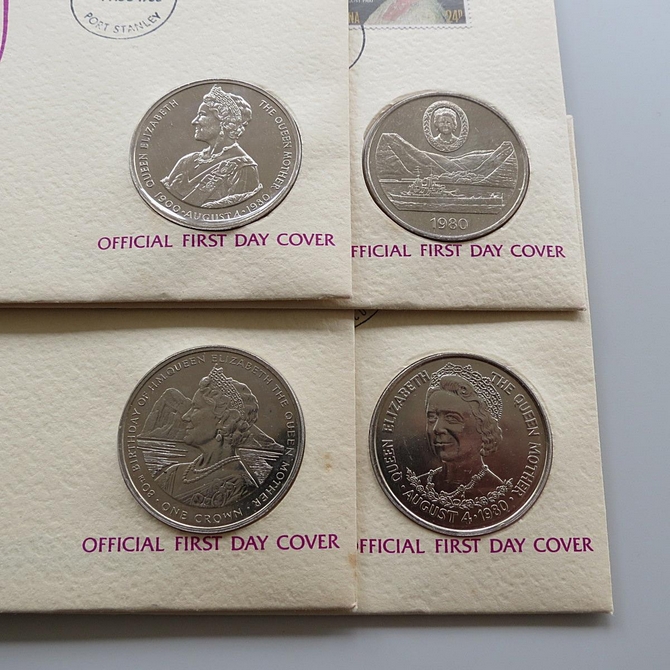 PORT STANLEY
24p
QUEEN ELIZABETH THE QUEEN MOTHER
1900·AUGUST 4·1980
OFFICIAL FIRST DAY COVER
1980
OFFICIAL FIRST DAY COVER
80TH BIRTHDAY OF H.M. QUEEN ELIZABETH THE QUEEN MOTHER
· ONE CROWN ·
OFFICIAL FIRST DAY COVER
QUEEN ELIZABETH THE QUEEN MOTHER
·AUGUST 4·1980·
OFFICIAL FIRST DAY COVER